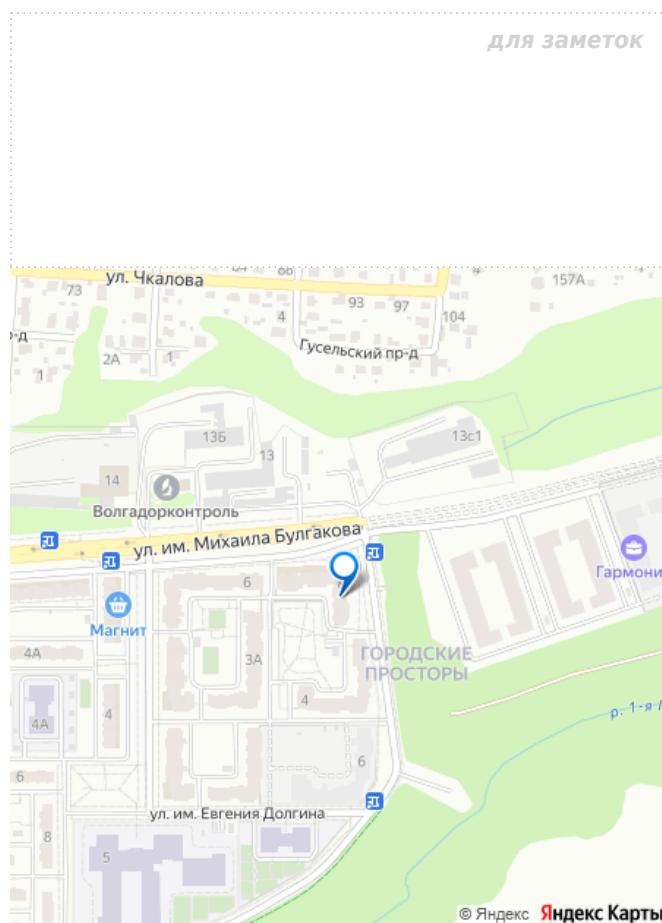 для заметок
ул. Чкалова
157А
73
93
97
4
104
Гусельский пр-д
2А
1
1
13Б
13
13с1
14
Волгадорконтроль
ул. им. Михаила Булгакова
6
Гармони
Магнит
4А
3А
ГОРОДСКИЕ
ПРОСТОРЫ
4
4
4А
р. 1-я
6
6
ул. им. Евгения Долгина
8
5
© Яндекс Яндекс Карты